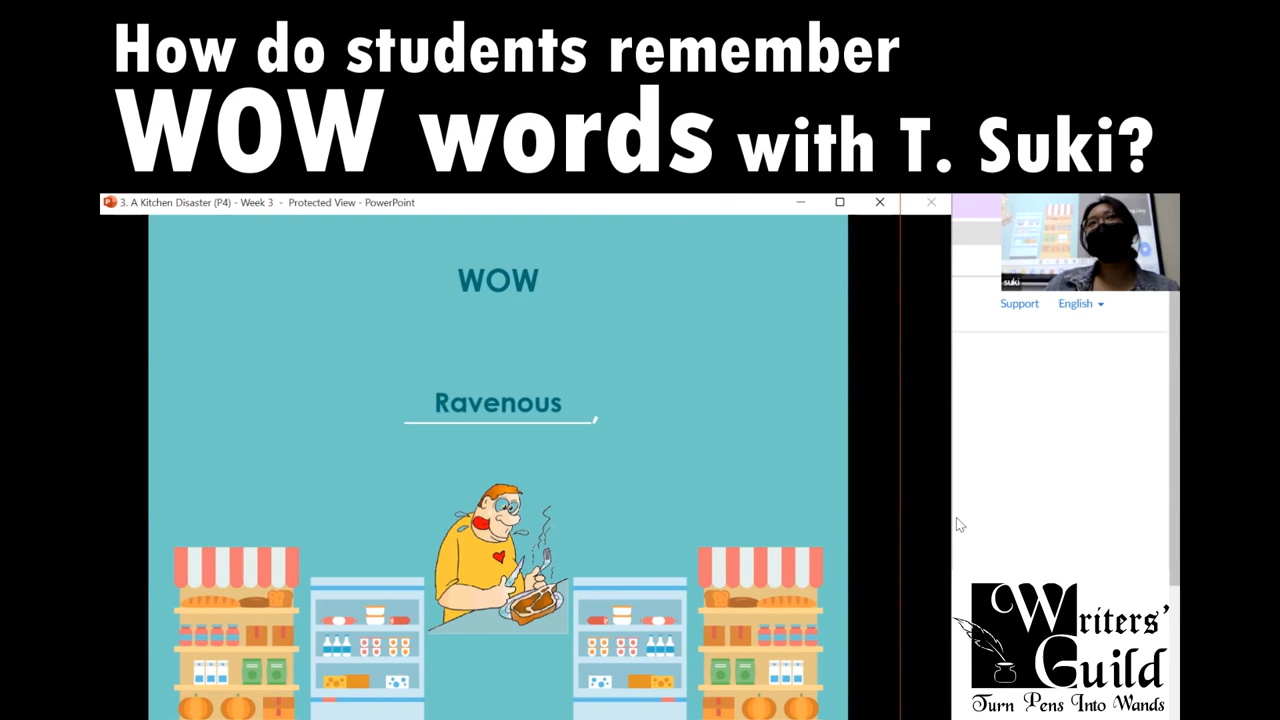 How do students remember
WOW words with T. Suki?
3. A Kitchen Disaster (P4) - Week 3 - Protected View - PowerPoint
WOW
Ravenous
suki
Support English
Writers'
Guild
Turn Pens Into Wands